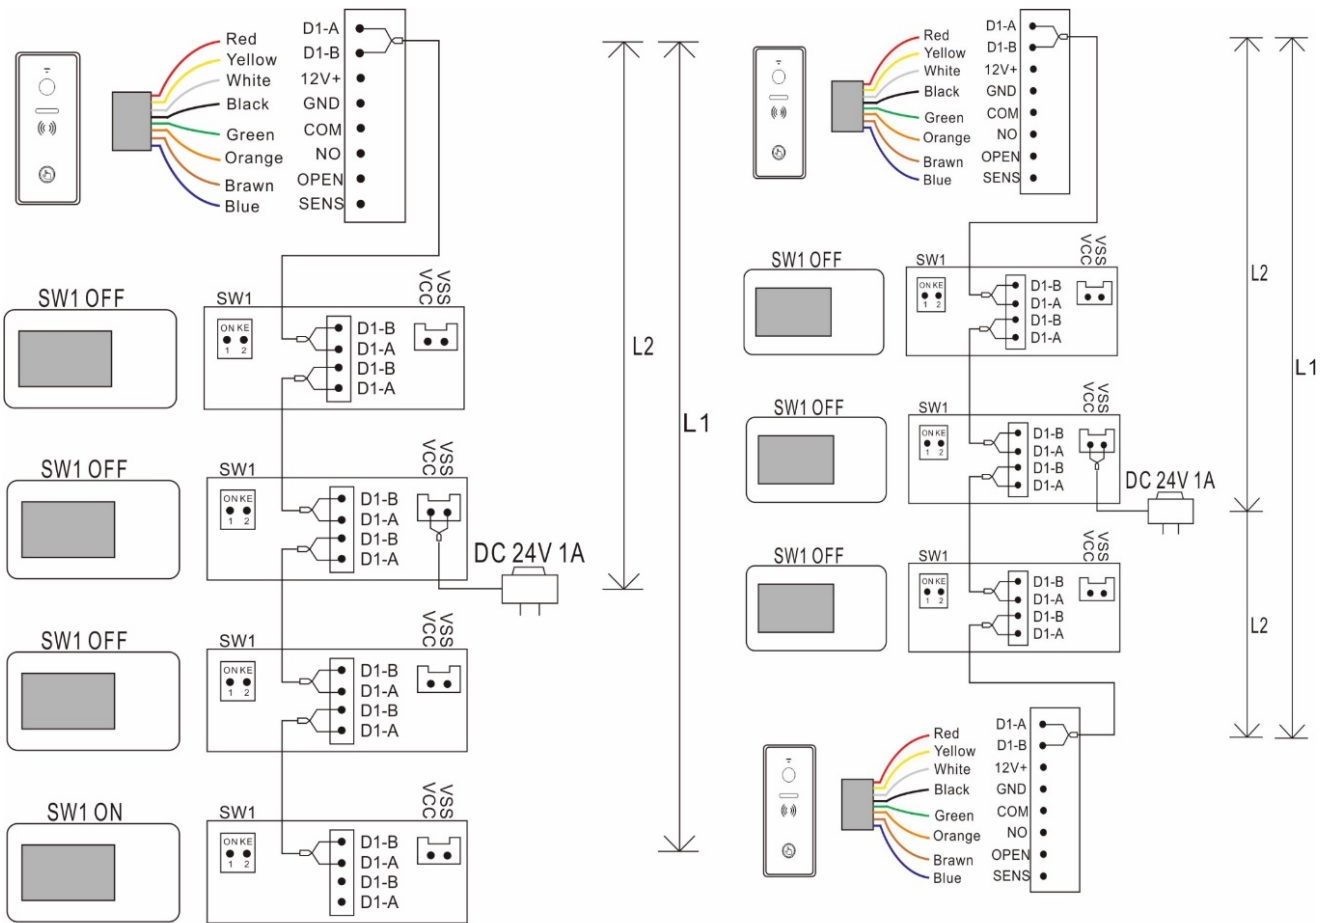 Red
Yellow
White
Black
Green
Orange
Brawn
Blue
D1-A
D1-B
12V+
GND
COM
NO
OPEN
SENS
SW1 OFF
SW1
ON KE
1 2
D1-B
D1-A
D1-B
D1-A
VCC
VSS
SW1 OFF
SW1
ON KE
1 2
D1-B
D1-A
D1-B
D1-A
VCC
VSS
DC 24V 1A
SW1 OFF
SW1
ON KE
1 2
D1-B
D1-A
D1-B
D1-A
VCC
VSS
SW1 ON
SW1
ON KE
1 2
D1-B
D1-A
D1-B
D1-A
VCC
VSS
L2
L1
Red
Yellow
White
Black
Green
Orange
Brawn
Blue
D1-A
D1-B
12V+
GND
COM
NO
OPEN
SENS
SW1 OFF
SW1
ON KE
1 2
D1-B
D1-A
D1-B
D1-A
VCC
VSS
SW1 OFF
SW1
ON KE
1 2
D1-B
D1-A
D1-B
D1-A
VCC
VSS
DC 24V 1A
SW1 OFF
SW1
ON KE
1 2
D1-B
D1-A
D1-B
D1-A
VCC
VSS
Red
Yellow
White
Black
Green
Orange
Brawn
Blue
D1-A
D1-B
12V+
GND
COM
NO
OPEN
SENS
L2
L2
L1